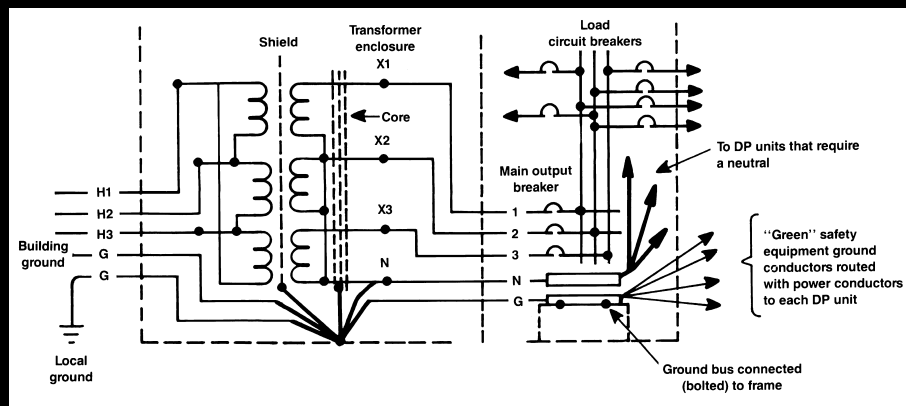 Load
circuit breakers
Transformer
enclosure
Shield
X1
Core
X2
To DP units that require
a neutral
Main output
breaker
H1
H2
H3
X3
1
2
3
Building
ground
G
G
N
N
G
"Green" safety
equipment ground
conductors routed
with power conductors
to each DP unit
Local
ground
Ground bus connected
(bolted) to frame